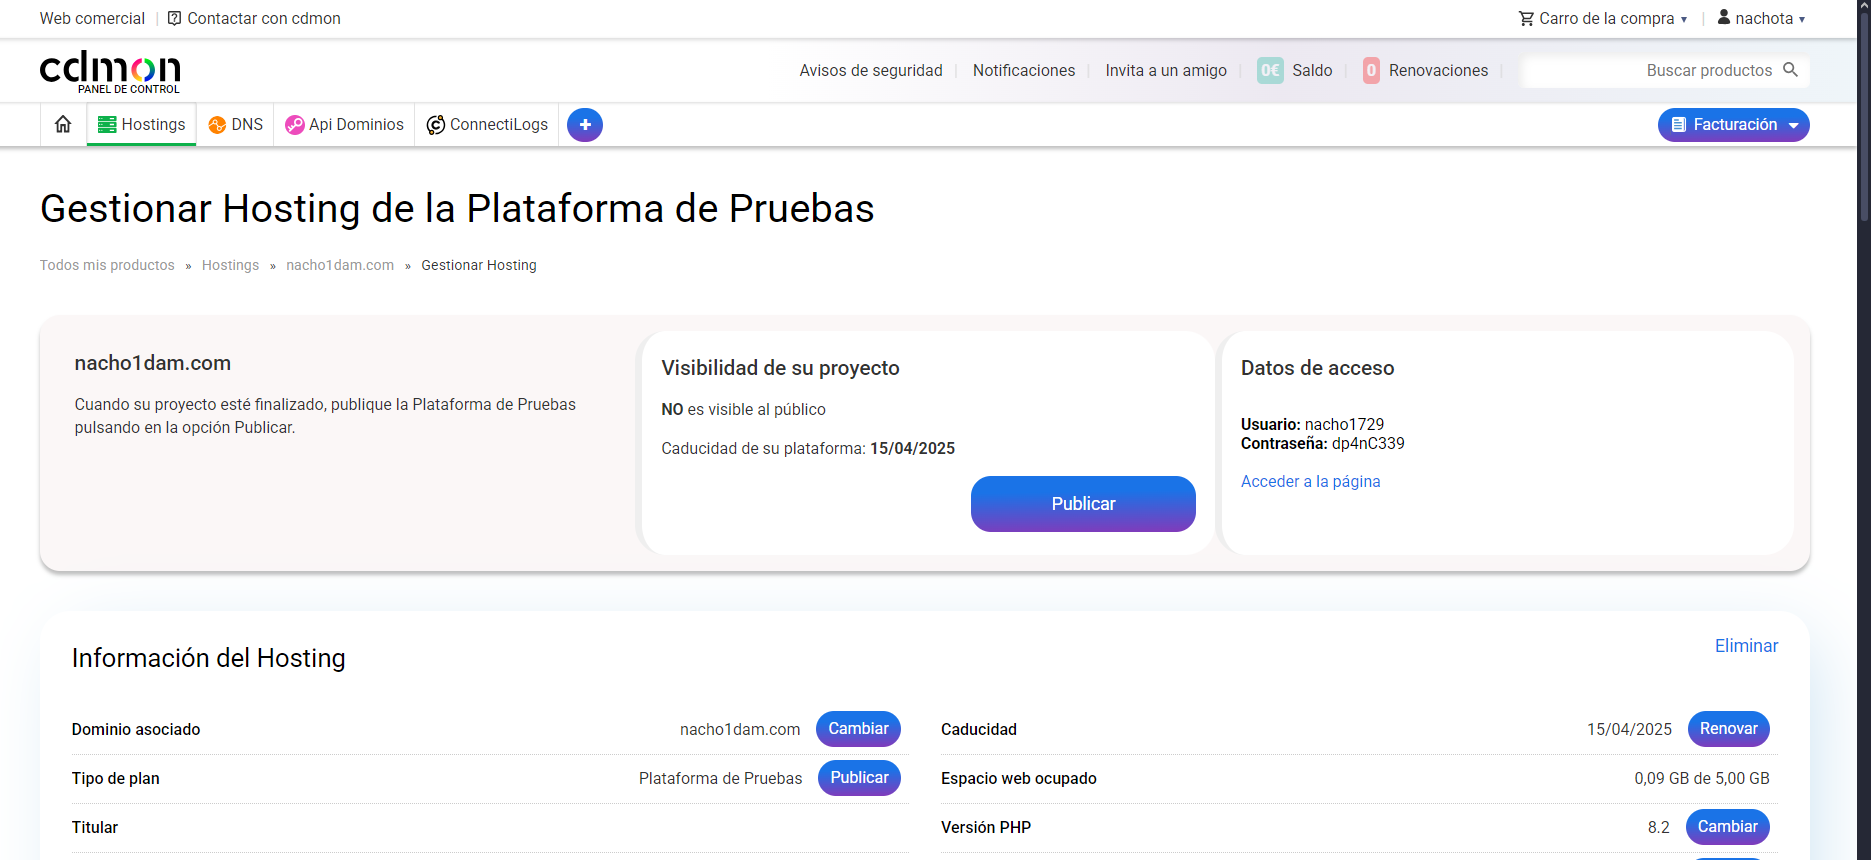 Web comercial
Contactar con cdmon
Carro de la compra
nachota
cdmon
PANEL DE CONTROL
Avisos de seguridad
Notificaciones
Invita a un amigo
0€ Saldo
0 Renovaciones
Buscar productos
Hostings
DNS
Api Dominios
ConnectiLogs
+
Facturación
Gestionar Hosting de la Plataforma de Pruebas
Todos mis productos » Hostings » nacho1dam.com » Gestionar Hosting
nacho1dam.com
Cuando su proyecto esté finalizado, publique la Plataforma de Pruebas
pulsando en la opción Publicar.
Visibilidad de su proyecto
NO es visible al público
Caducidad de su plataforma: 15/04/2025
Publicar
Datos de acceso
Usuario: nacho1729
Contraseña: dp4nC339
Acceder a la página
Información del Hosting
Eliminar
Dominio asociado nacho1dam.com Cambiar
Caducidad 15/04/2025 Renovar
Tipo de plan Plataforma de Pruebas Publicar
Espacio web ocupado 0,09 GB de 5,00 GB
Titular
Versión PHP 8.2 Cambiar